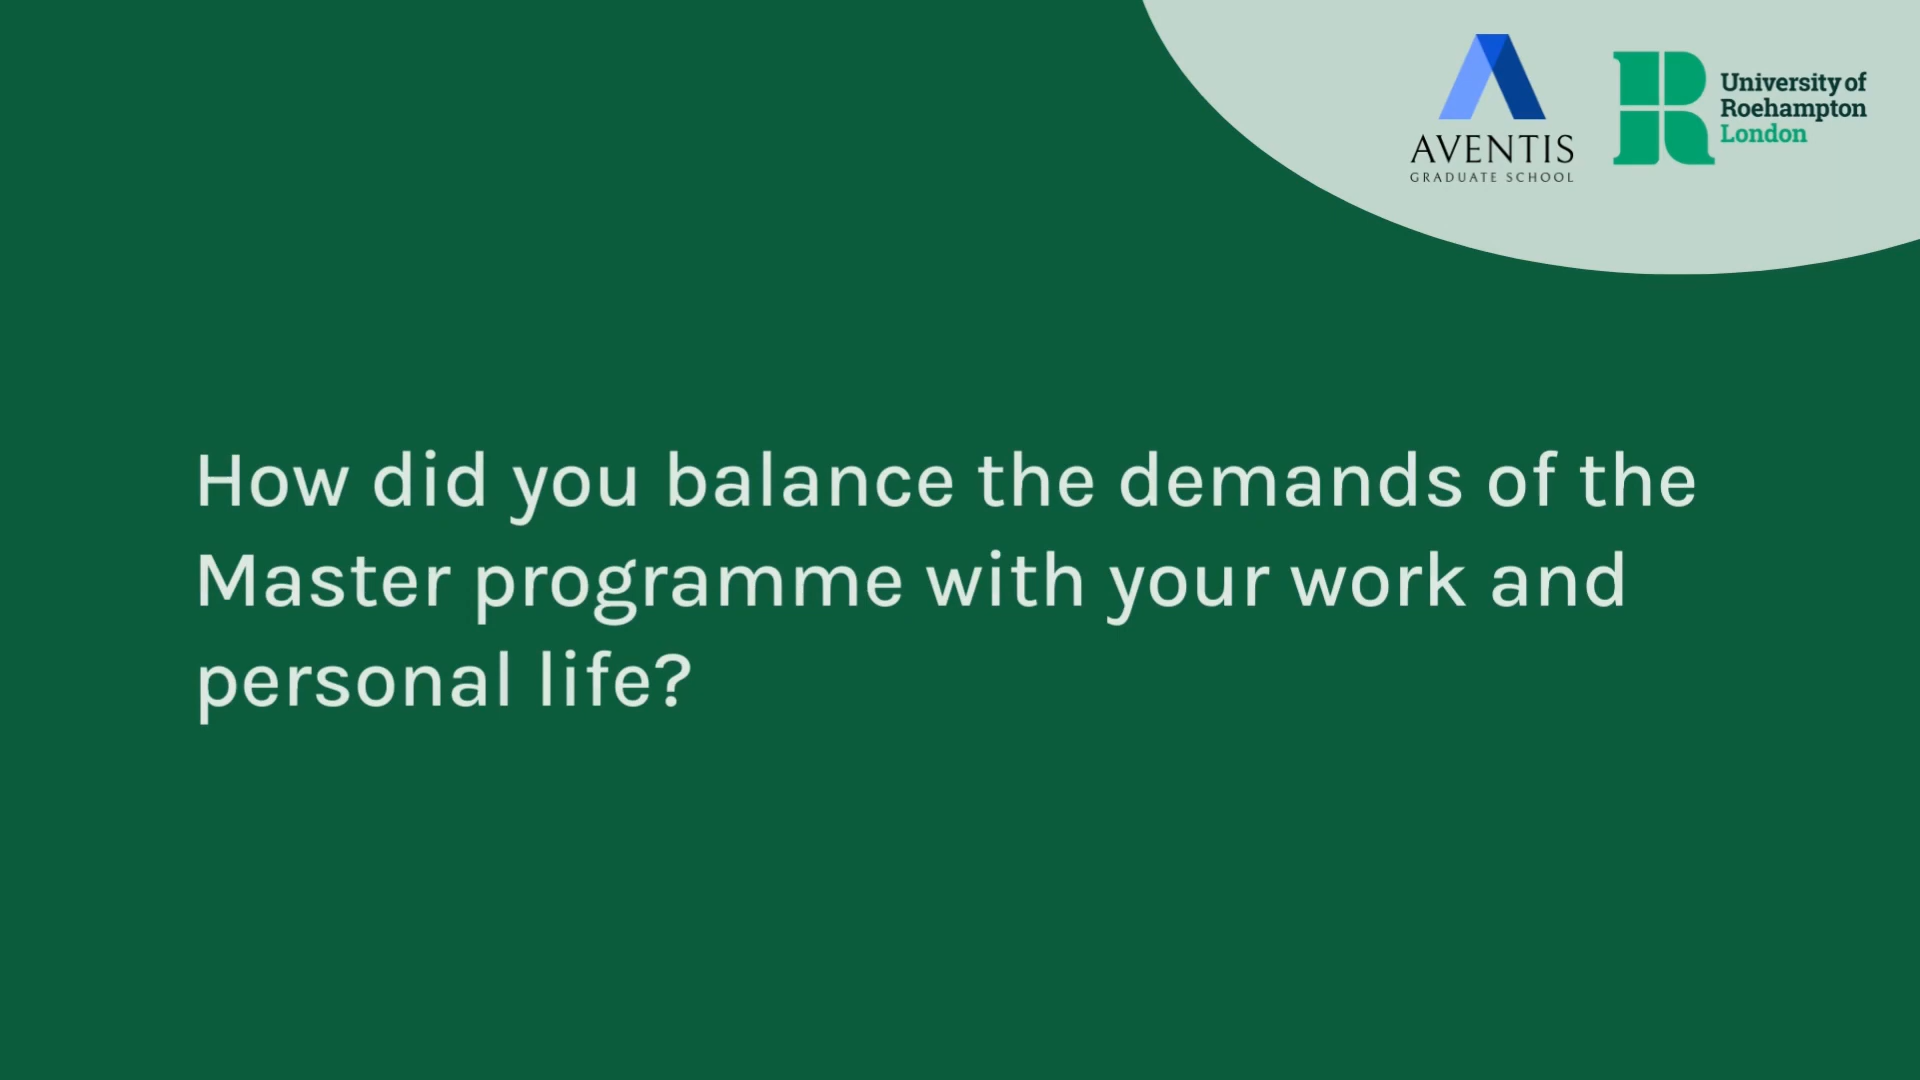 AVENTIS
GRADUATE SCHOOL
University of
Roehampton
London
How did you balance the demands of the
Master programme with your work and
personal life?